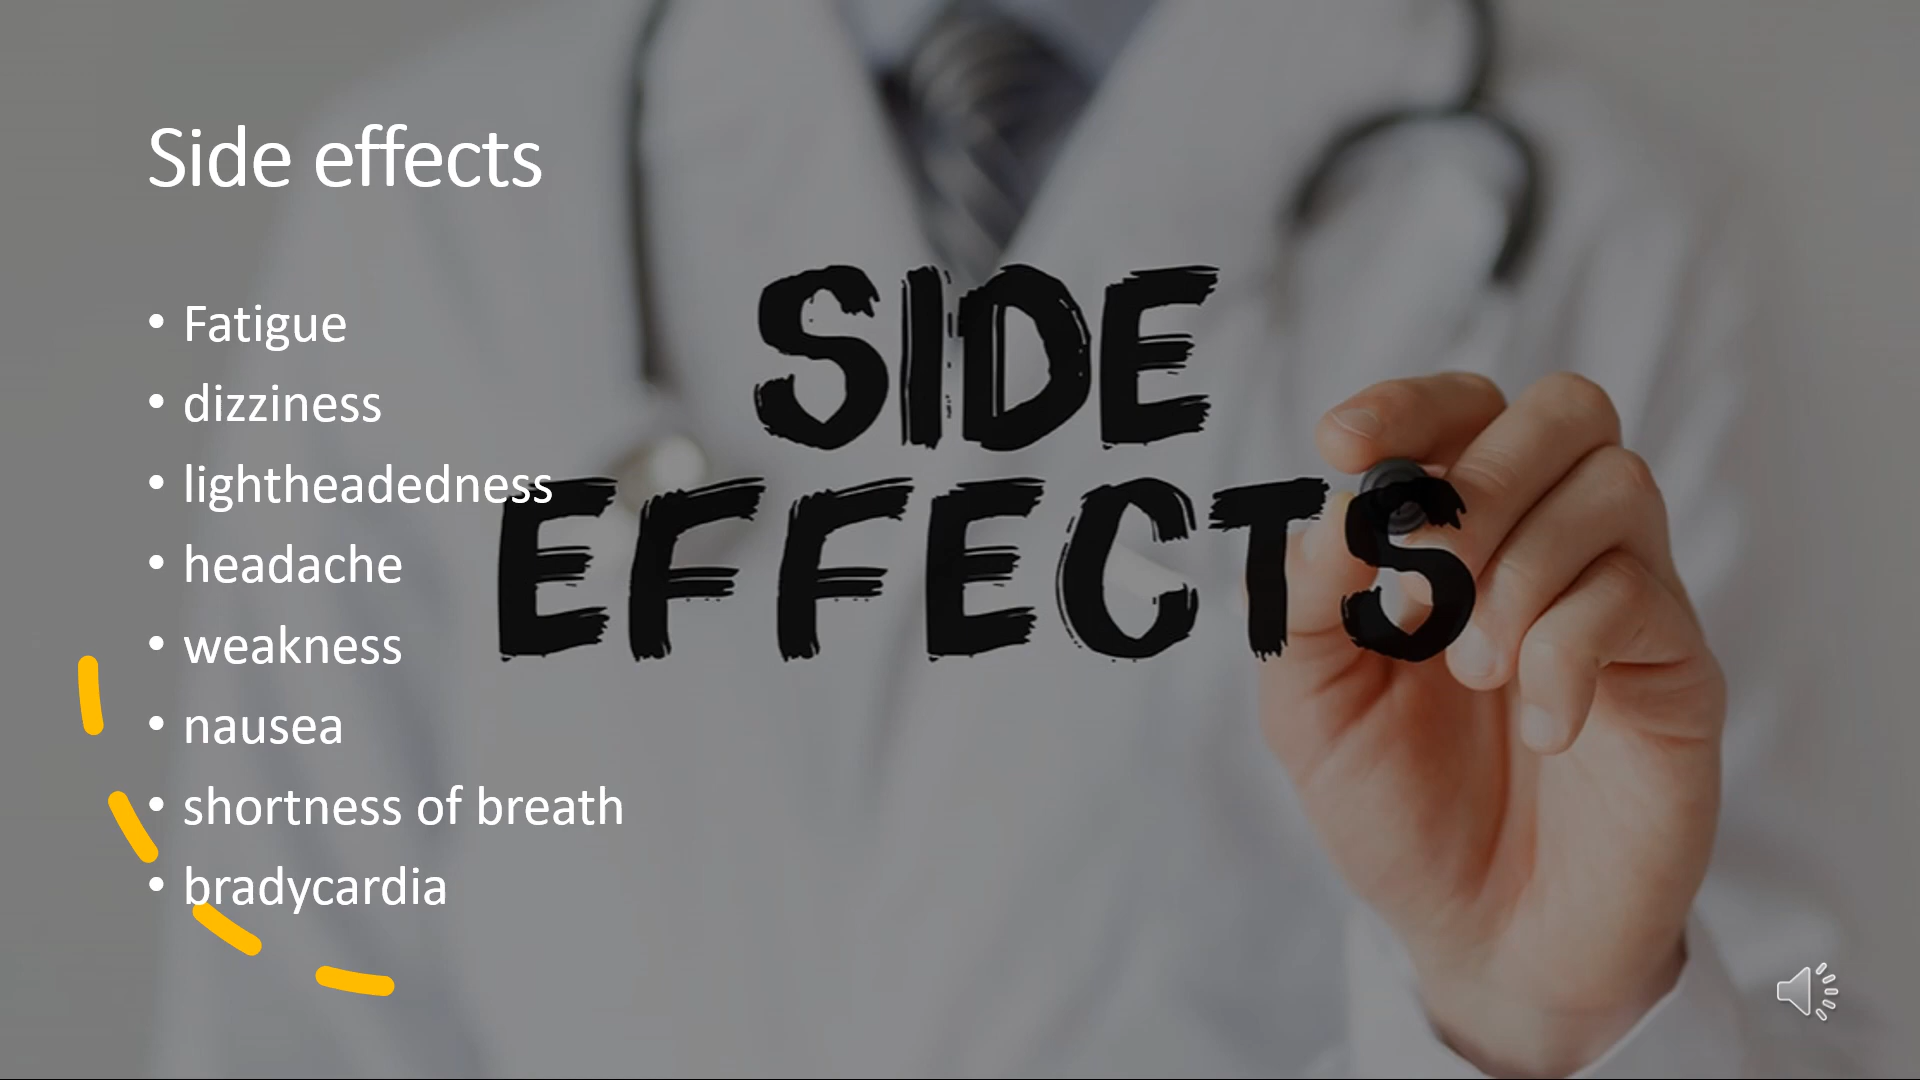 Side effects
• Fatigue
• dizziness
• lightheadedness
• headache
• weakness
• nausea
• shortness of breath
• bradycardia
SIDE
EFFECTS